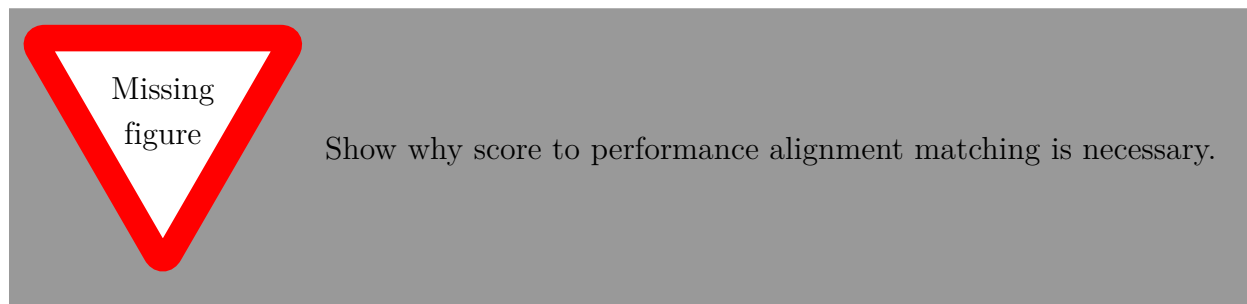 Missing
figure
Show why score to performance alignment matching is necessary.